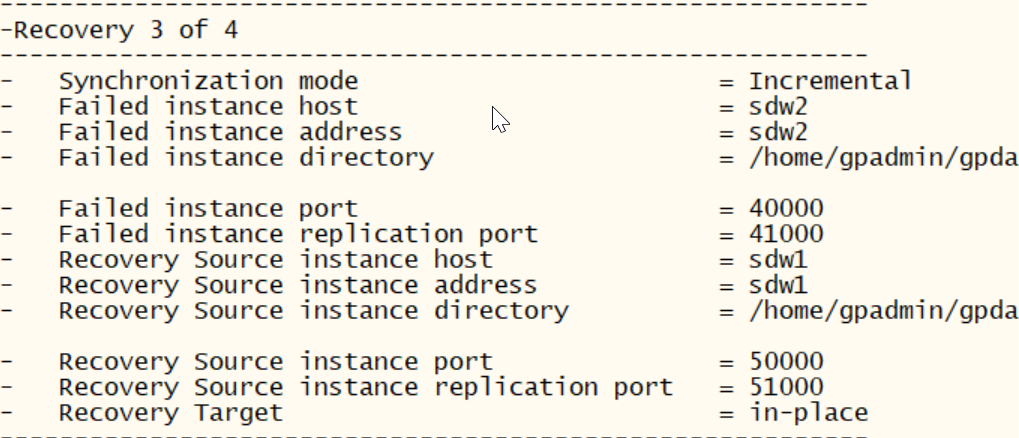 ----------------------------------------------------------
-Recovery 3 of 4
----------------------------------------------------------
-   Synchronization mode                        = Incremental
-   Failed instance host                        = sdw2
-   Failed instance address                     = sdw2
-   Failed instance directory                   = /home/gpadmin/gpda
-   Failed instance port                        = 40000
-   Failed instance replication port            = 41000
-   Recovery Source instance host               = sdw1
-   Recovery Source instance address            = sdw1
-   Recovery Source instance directory          = /home/gpadmin/gpda
-   Recovery Source instance port               = 50000
-   Recovery Source instance replication port   = 51000
-   Recovery Target                             = in-place
----------------------------------------------------------